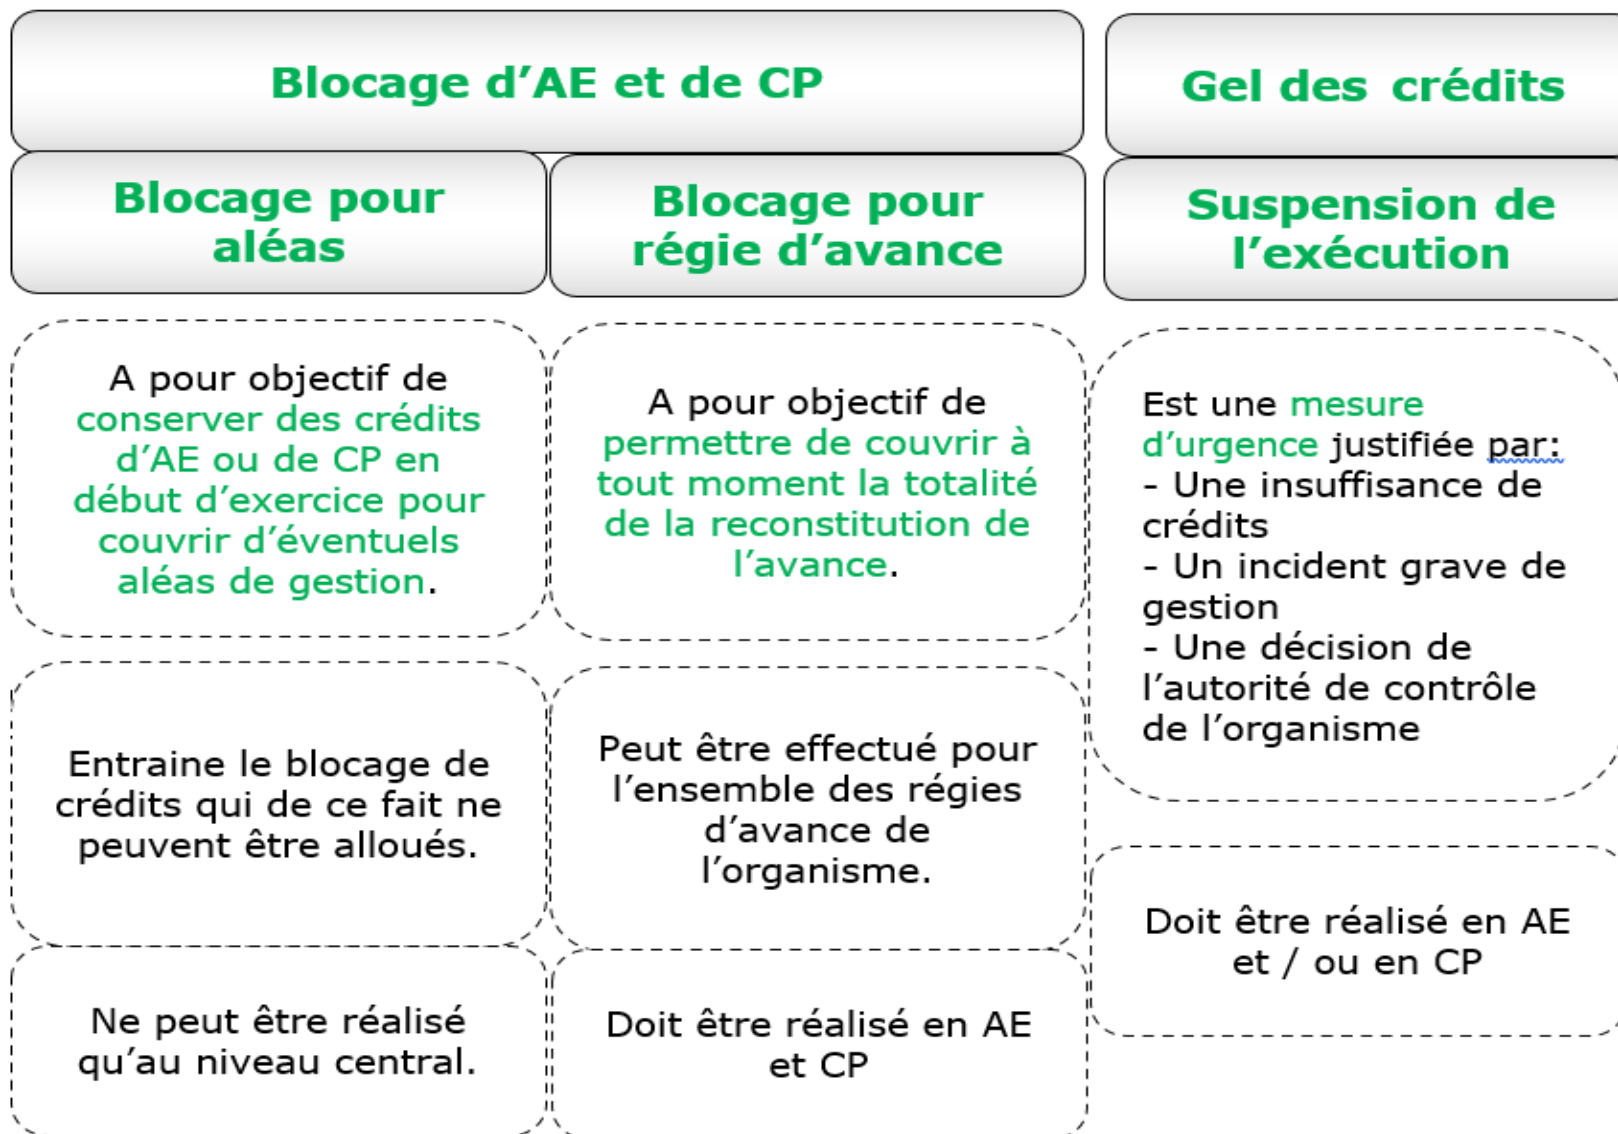 Blocage d’AE et de CP
Gel des crédits
Blocage pour
aléas
Blocage pour
régie d’avance
Suspension de
l’exécution
A pour objectif de
conserver des crédits
d’AE ou de CP en
début d’exercice pour
couvrir d’éventuels
aléas de gestion.
A pour objectif de
permettre de couvrir à
tout moment la totalité
de la reconstitution de
l’avance.
Est une mesure
d’urgence justifiée par:
- Une insuffisance de
crédits
- Un incident grave de
gestion
- Une décision de
l’autorité de contrôle
de l’organisme
Entraine le blocage de
crédits qui de ce fait ne
peuvent être alloués.
Peut être effectué pour
l’ensemble des régies
d’avance de
l’organisme.
Doit être réalisé en AE
et / ou en CP
Ne peut être réalisé
qu’au niveau central.
Doit être réalisé en AE
et CP